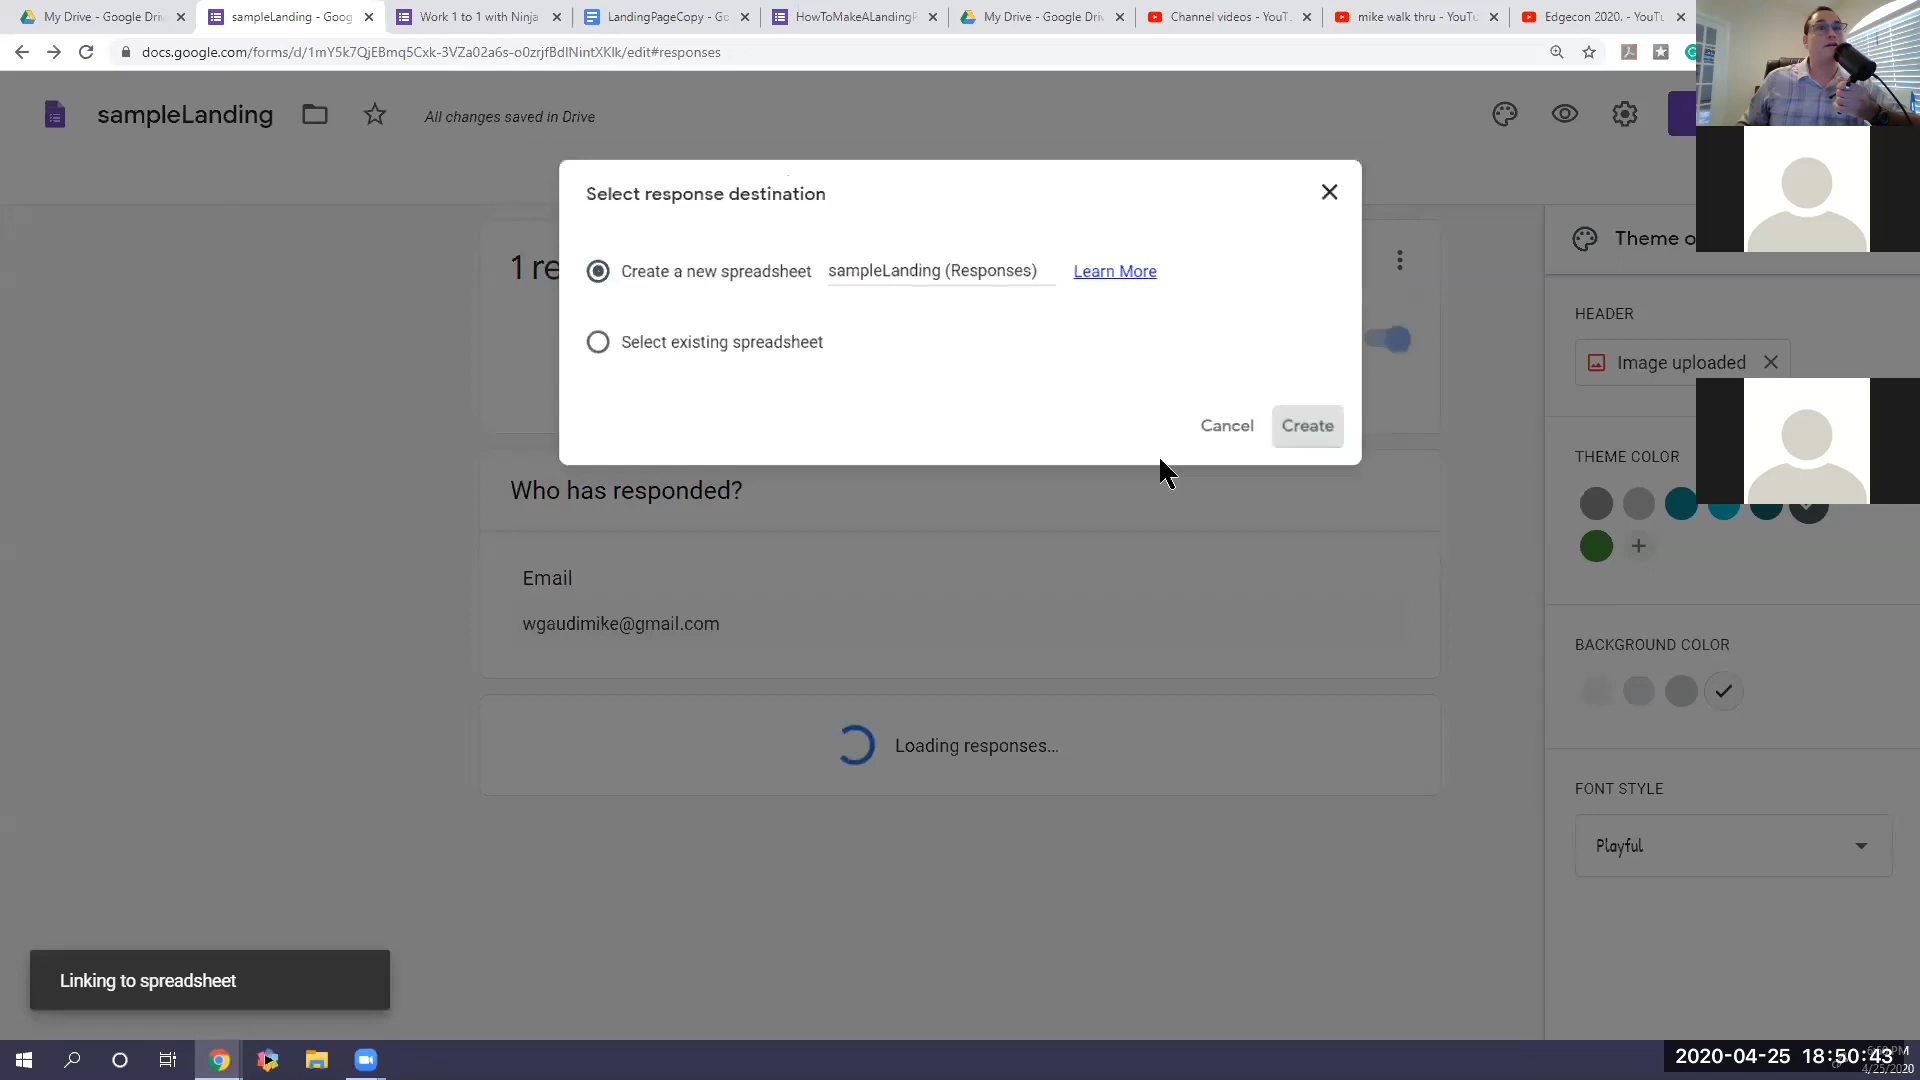 My Drive - Google Driv
sampleLanding - Goog
Work 1 to 1 with Ninja
LandingPageCopy - Go
HowToMakeALandingP
My Drive - Google Driv
Channel videos - YouT
mike walk thru - YouTu
Edgecon 2020. - YouTu
docs.google.com/forms/d/1mY5k7QjEBmq5Cxk-3VZa02a6s-o0zrjfBdlNintXKlk/edit#responses
sampleLanding
All changes saved in Drive
Select response destination
Create a new spreadsheet
sampleLanding (Responses)
Learn More
Select existing spreadsheet
Cancel
Create
1 re
Who has responded?
Email
wgaudimike@gmail.com
Loading responses...
Theme o
HEADER
Image uploaded
THEME COLOR
BACKGROUND COLOR
FONT STYLE
Playful
Linking to spreadsheet
2020-04-25 18:50:43
4/25/2020